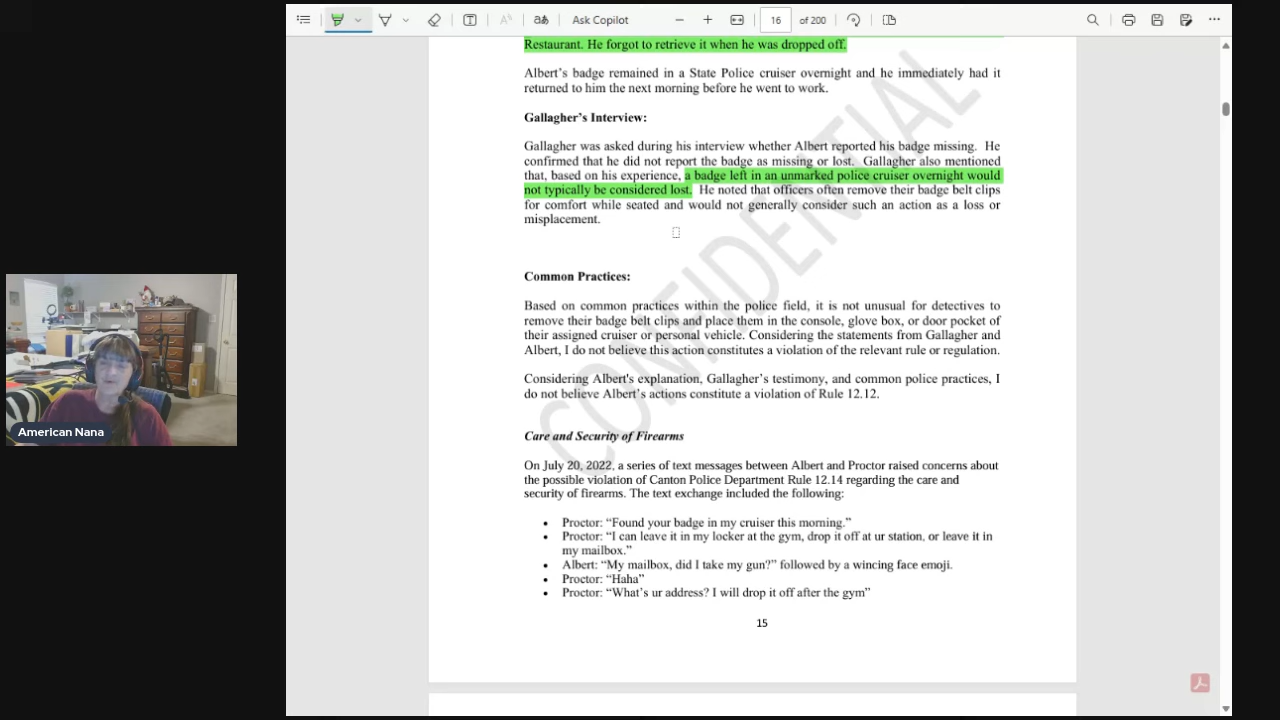 Ask Copilot
16 of 200
Restaurant. He forgot to retrieve it when he was dropped off.
Albert's badge remained in a State Police cruiser overnight and he immediately had it
returned to him the next morning before he went to work.
Gallagher's Interview:
Gallagher was asked during his interview whether Albert reported his badge missing. He
confirmed that he did not report the badge as missing or lost. Gallagher also mentioned
that, based on his experience, a badge left in an unmarked police cruiser overnight would
not typically be considered lost. He noted that officers often remove their badge belt clips
for comfort while seated and would not generally consider such an action as a loss or
misplacement.
Common Practices:
Based on common practices within the police field, it is not unusual for detectives to
remove their badge belt clips and place them in the console, glove box, or door pocket of
their assigned cruiser or personal vehicle. Considering the statements from Gallagher and
Albert, I do not believe this action constitutes a violation of the relevant rule or regulation.
Considering Albert's explanation, Gallagher's testimony, and common police practices, I
do not believe Albert's actions constitute a violation of Rule 12.12.
Care and Security of Firearms
On July 20, 2022, a series of text messages between Albert and Proctor raised concerns about
the possible violation of Canton Police Department Rule 12.14 regarding the care and
security of firearms. The text exchange included the following:
• Proctor: "Found your badge in my cruiser this morning."
• Proctor: "I can leave it in my locker at the gym, drop it off at ur station, or leave it in
my mailbox."
• Albert: "My mailbox, did I take my gun?" followed by a wincing face emoji.
• Proctor: "Haha"
• Proctor: "What's ur address? I will drop it off after the gym"
15
CONFIDENTIAL
American Nana